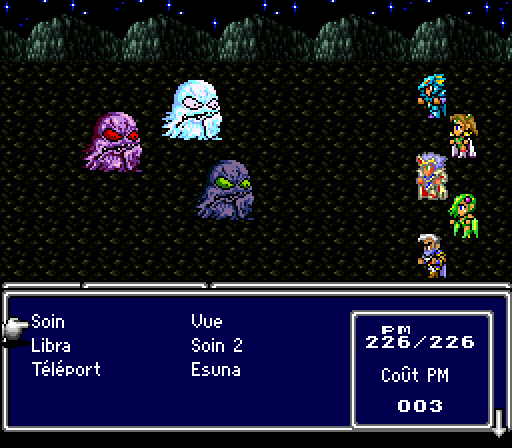 Soin Vue
Libra Soin 2
Téléport Esuna
PM
226/226
Coût PM
003